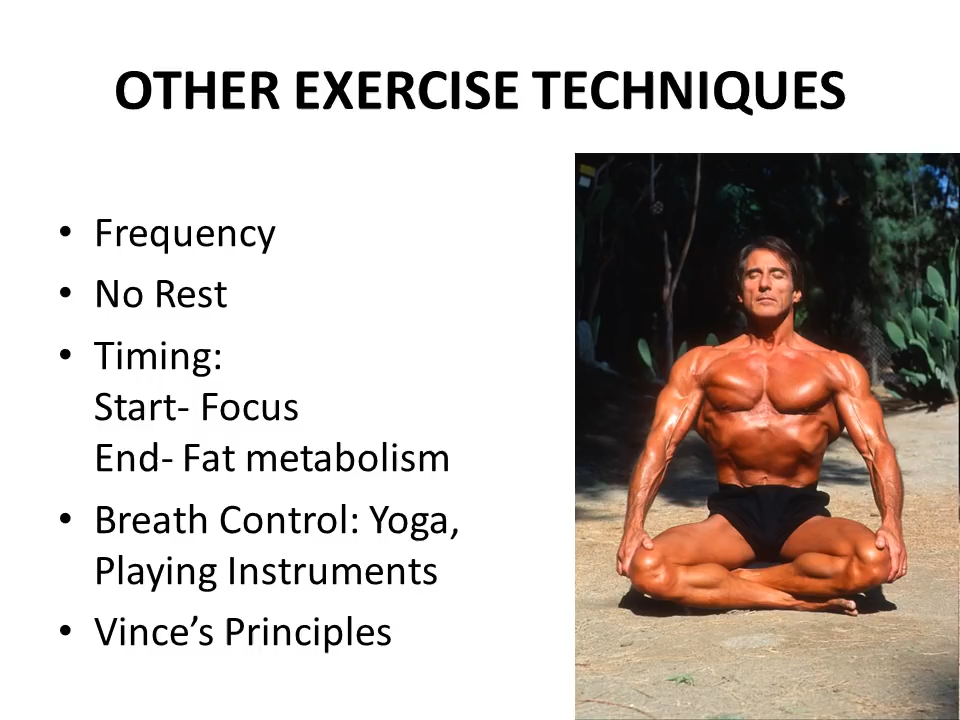 OTHER EXERCISE TECHNIQUES
• Frequency
• No Rest
• Timing:
Start- Focus
End- Fat metabolism
• Breath Control: Yoga,
Playing Instruments
• Vince’s Principles